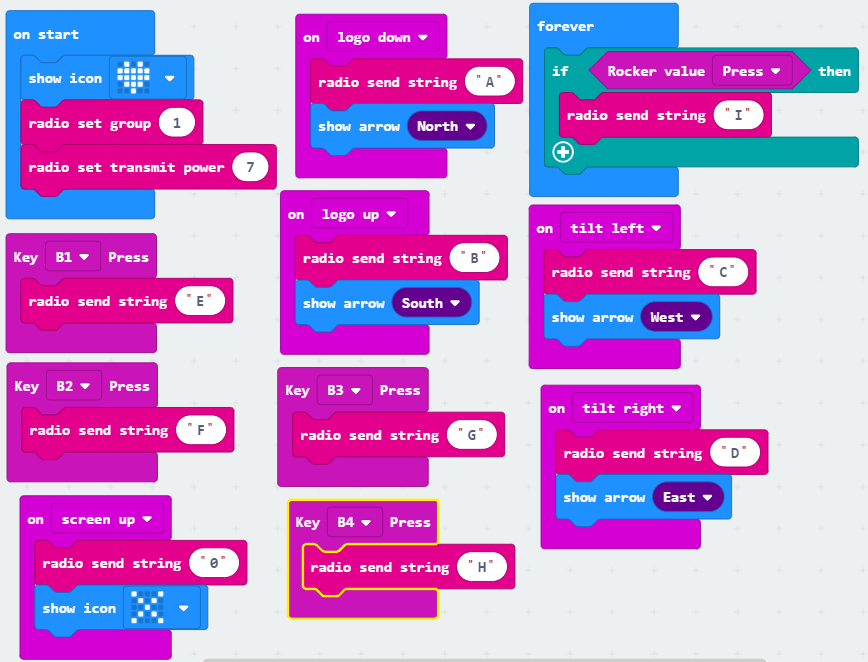 on start
show icon
radio set group 1
radio set transmit power 7
Key B1 Press
radio send string "E"
Key B2 Press
radio send string "F"
on screen up
radio send string "0"
show icon
on logo down
radio send string "A"
show arrow North
on logo up
radio send string "B"
show arrow South
Key B3 Press
radio send string "G"
Key B4 Press
radio send string "H"
forever
if Rocker value Press then
radio send string "I"
on tilt left
radio send string "C"
show arrow West
on tilt right
radio send string "D"
show arrow East